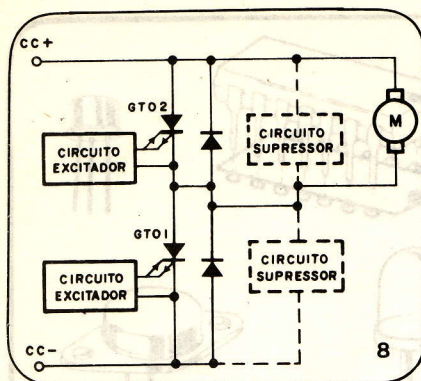 CC+
GTO2
CIRCUITO
EXCITADOR
CIRCUITO
SUPRESSOR
M
GTO1
CIRCUITO
EXCITADOR
CIRCUITO
SUPRESSOR
CC-
8